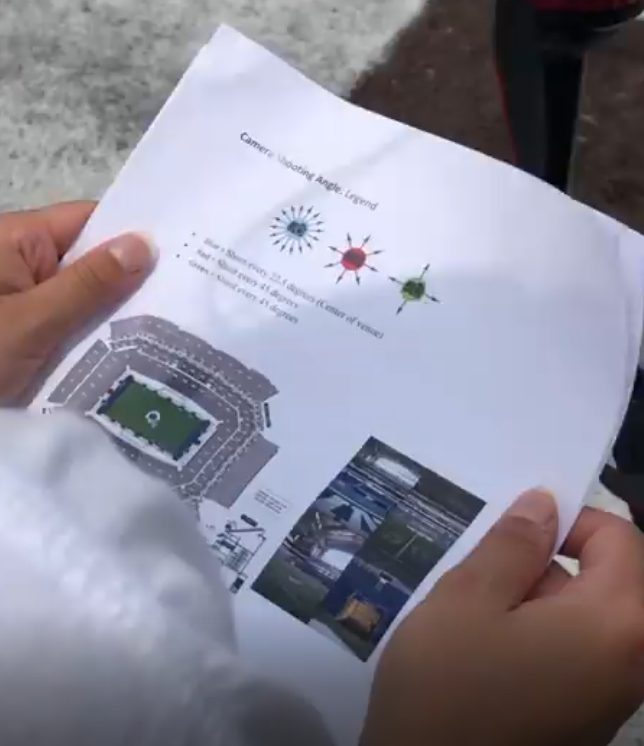 Camera Shooting Angle: Legend
• Blue = Shoot every 22.5 degrees (Center of venue)
• Red = Shoot every 45 degrees
• Green = Shoot every 45 degrees